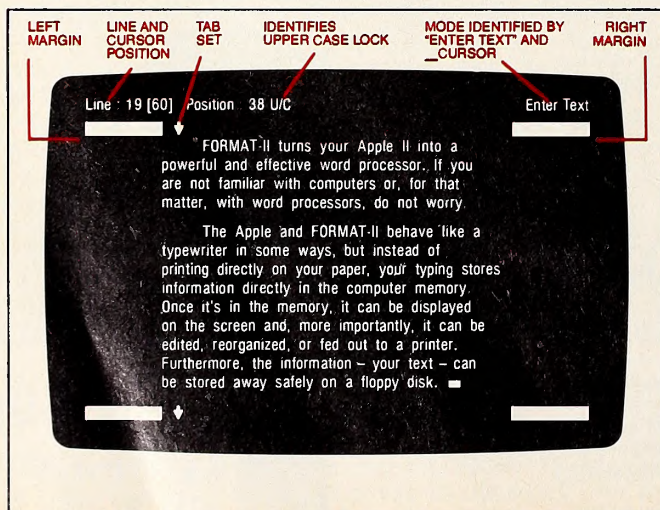 LEFT MARGIN
LINE AND CURSOR POSITION
TAB SET
IDENTIFIES UPPER CASE LOCK
MODE IDENTIFIED BY "ENTER TEXT" AND __CURSOR
RIGHT MARGIN
Line : 19 [60] Position : 38 U/C Enter Text
FORMAT-II turns your Apple II into a
powerful and effective word processor. If you
are not familiar with computers or, for that
matter, with word processors, do not worry.
The Apple and FORMAT-II behave like a
typewriter in some ways, but instead of
printing directly on your paper, your typing stores
information directly in the computer memory.
Once it's in the memory, it can be displayed
on the screen and, more importantly, it can be
edited, reorganized, or fed out to a printer.
Furthermore, the information – your text – can
be stored away safely on a floppy disk.